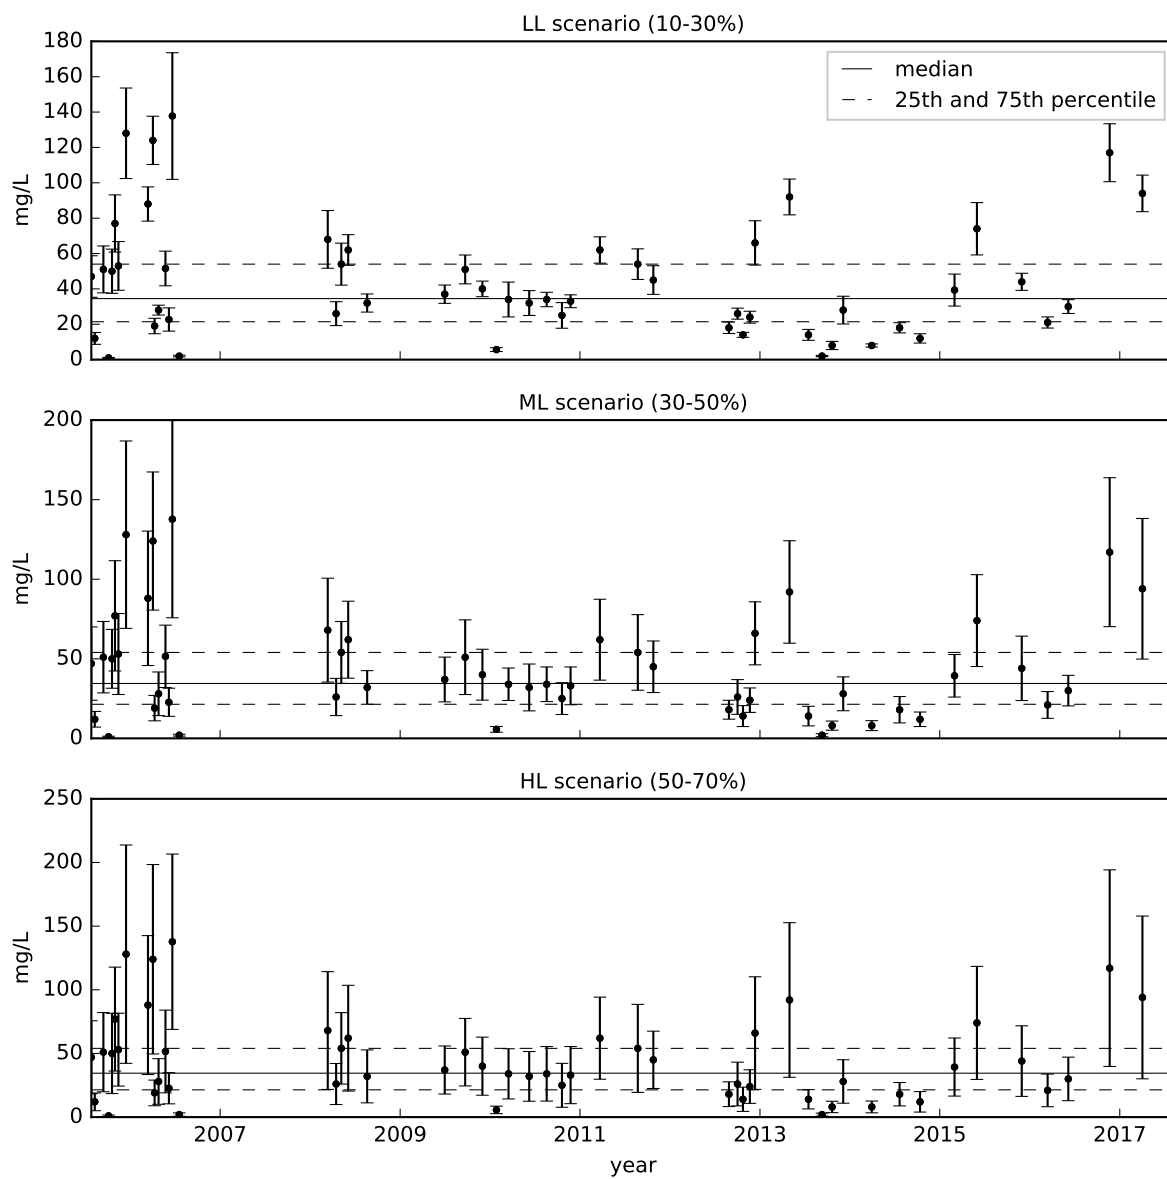 LL scenario (10-30%)
180
160
140
120
100
80
60
40
20
0
mg/L
median
25th and 75th percentile
ML scenario (30-50%)
200
150
100
50
0
mg/L
HL scenario (50-70%)
250
200
150
100
50
0
mg/L
2007 2009 2011 2013 2015 2017
year